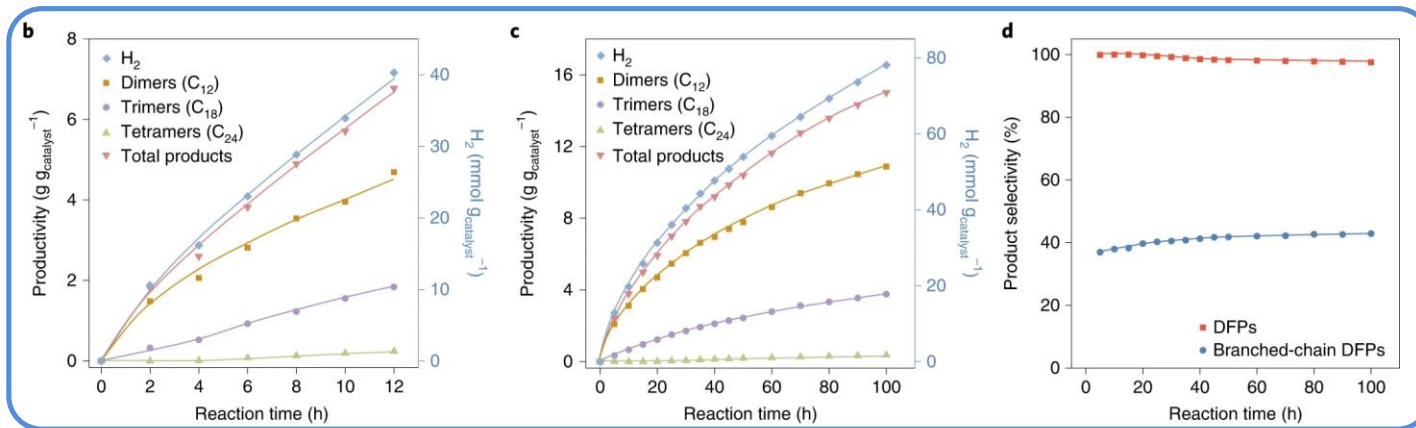 b
8
6
4
2
0
Productivity (g g_catalyst^−1)
H₂
Dimers (C₁₂)
Trimers (C₁₈)
Tetramers (C₂₄)
Total products
40
30
20
10
0
H₂ (mmol g_catalyst^−1)
0 2 4 6 8 10 12
Reaction time (h)
c
16
12
8
4
0
Productivity (g g_catalyst^−1)
H₂
Dimers (C₁₂)
Trimers (C₁₈)
Tetramers (C₂₄)
Total products
80
60
40
20
0
H₂ (mmol g_catalyst^−1)
0 20 40 60 80 100
Reaction time (h)
d
100
80
60
40
20
0
Product selectivity (%)
DFPs
Branched-chain DFPs
0 20 40 60 80 100
Reaction time (h)